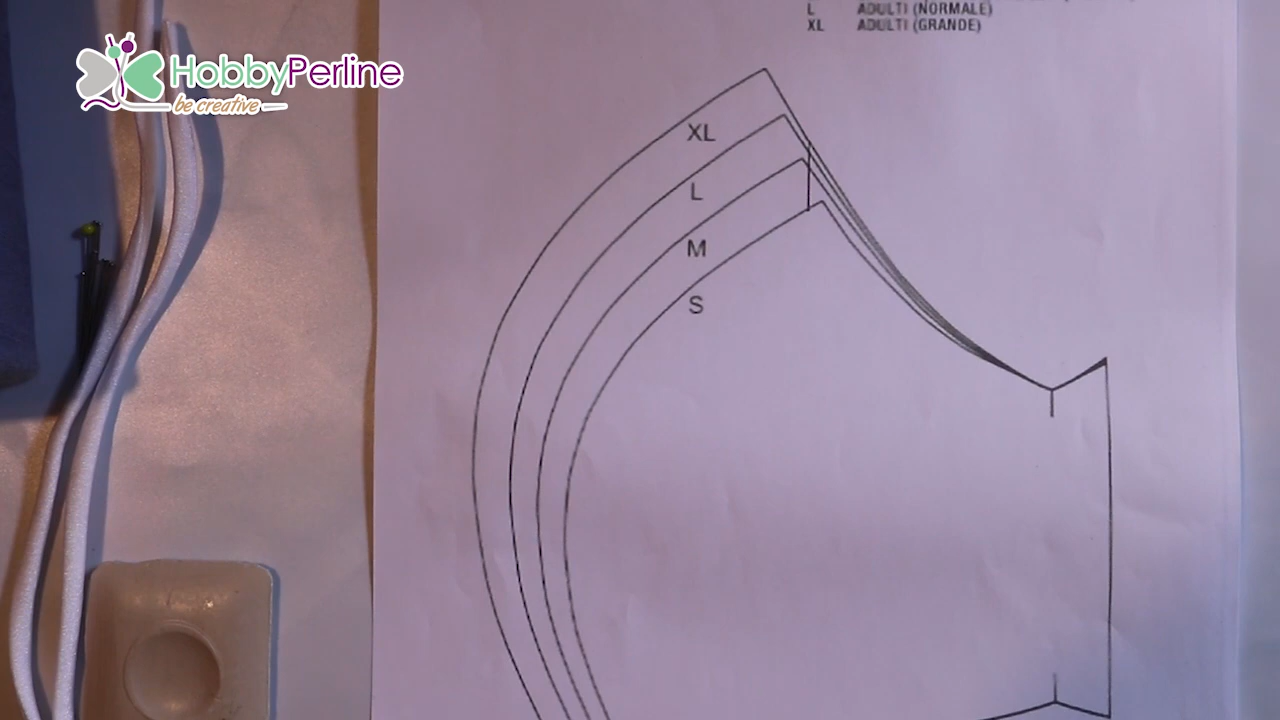 L ADULTI (NORMALE)
XL ADULTI (GRANDE)
HobbyPerline
be creative
XL
L
M
S